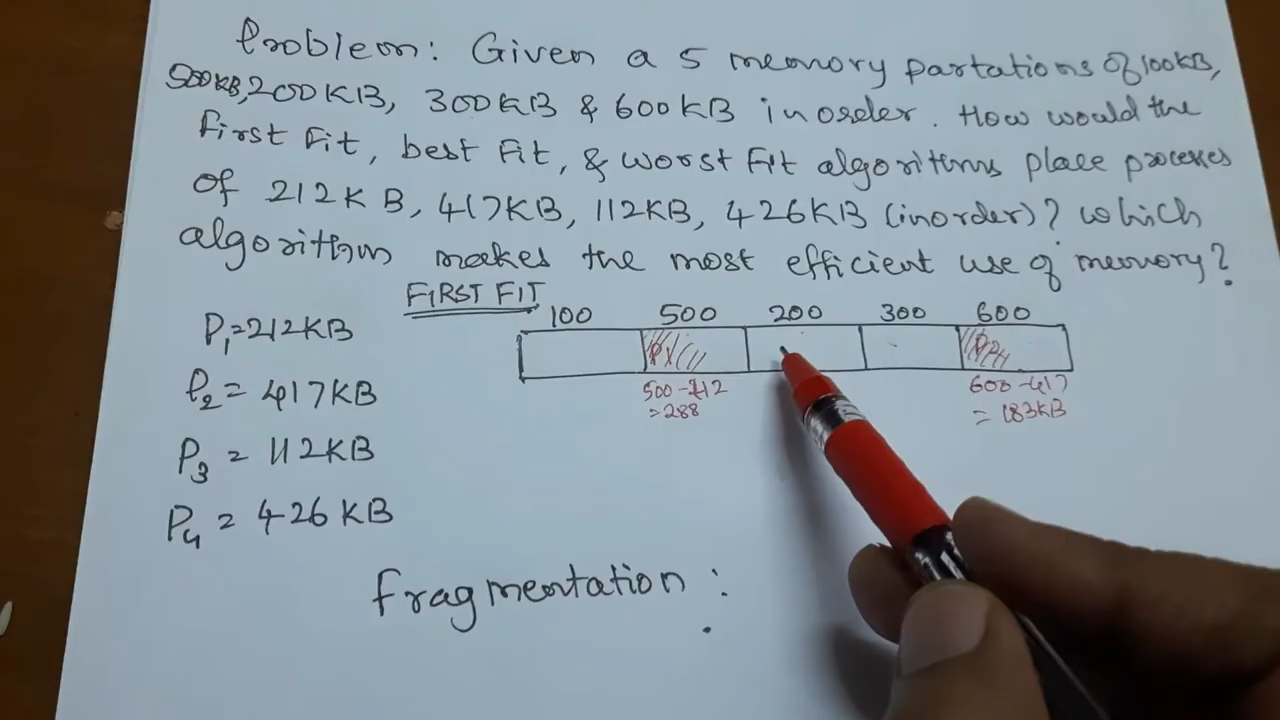 Problem: Given a 5 memory partations of 100KB,
500KB, 200KB, 300KB & 600KB in order. How would the
First Fit, best Fit, & worst Fit algorithms place processes
of 212KB, 417KB, 112KB, 426KB (in order)? Which
algorithm makes the most efficient use of memory?
FIRST FIT
100 500 200 300 600
P1
P2
500-212
=288
600-417
=183KB
P1=212KB
P2=417KB
P3=112KB
P4=426KB
Fragmentation: